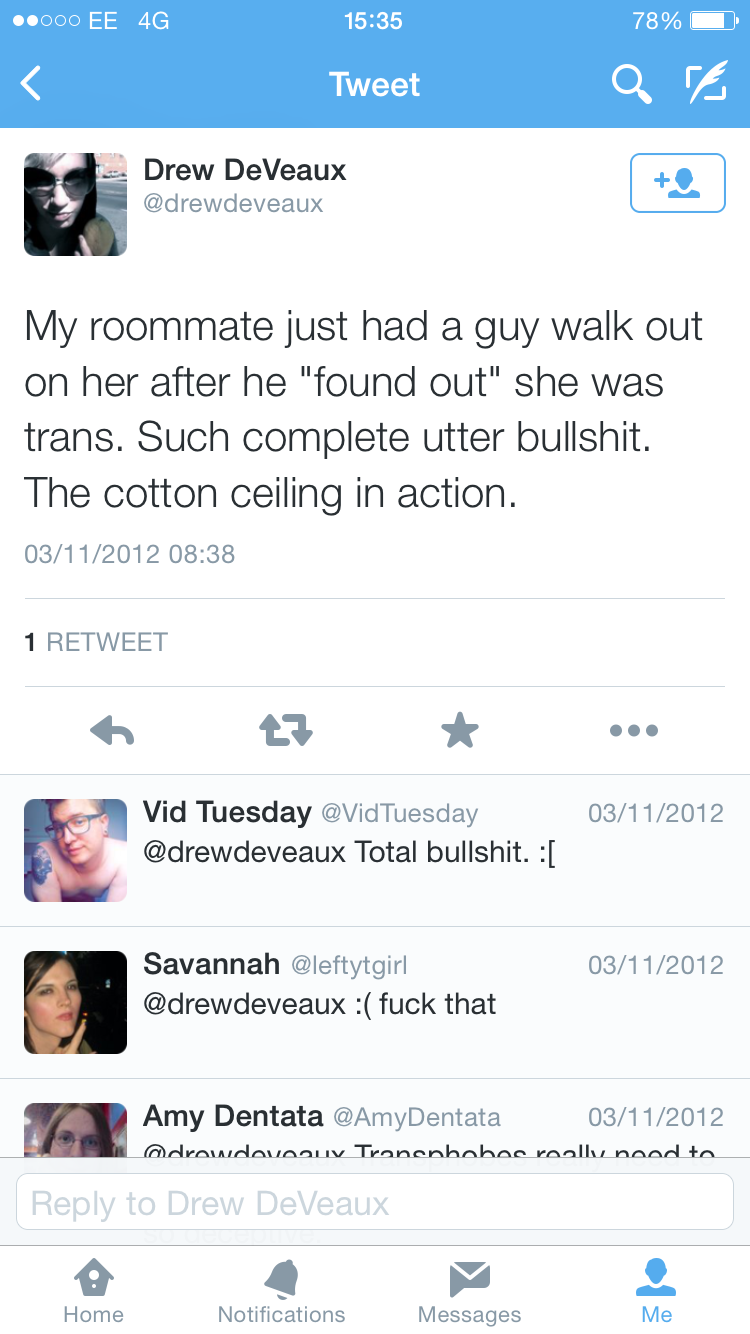 EE 4G 15:35 78%
Tweet
Drew DeVeaux
@drewdeveaux
My roommate just had a guy walk out
on her after he "found out" she was
trans. Such complete utter bullshit.
The cotton ceiling in action.
03/11/2012 08:38
1 RETWEET
Vid Tuesday @VidTuesday 03/11/2012
@drewdeveaux Total bullshit. :[
Savannah @leftytgirl 03/11/2012
@drewdeveaux :( fuck that
Amy Dentata @AmyDentata 03/11/2012
@drewdeveaux Transphobes really need to
Reply to Drew DeVeaux
so deceptive.
Home Notifications Messages Me